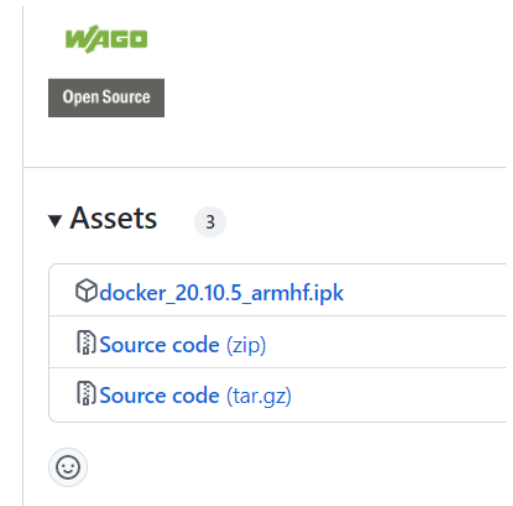 WAGO
Open Source
Assets 3
docker_20.10.5_armhf.ipk
Source code (zip)
Source code (tar.gz)